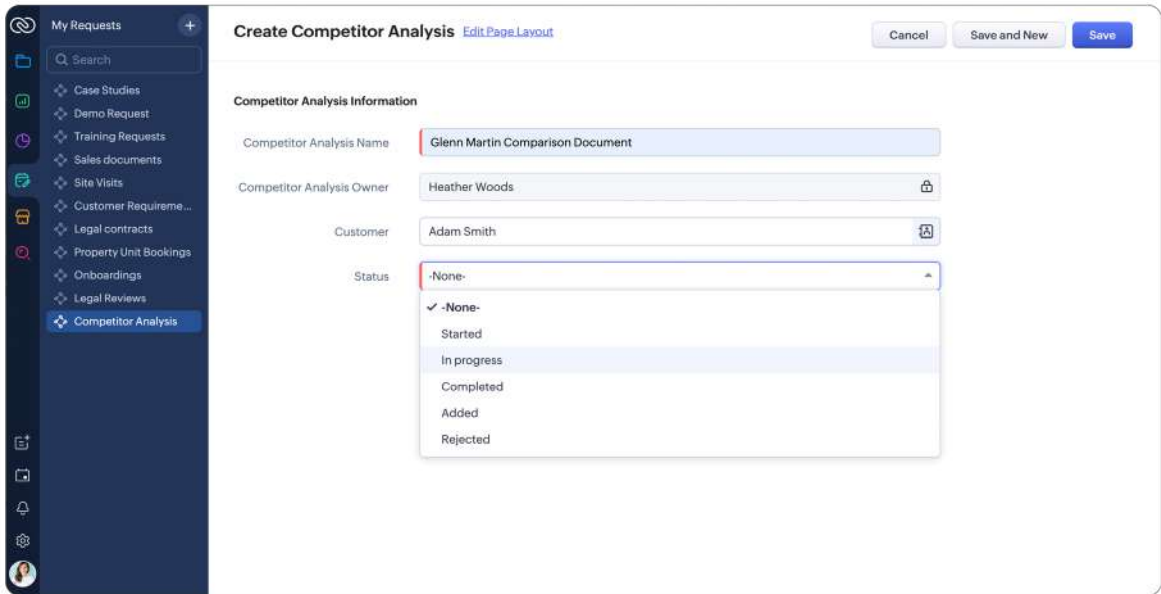 My Requests
+
Search
Case Studies
Demo Request
Training Requests
Sales documents
Site Visits
Customer Requireme...
Legal contracts
Property Unit Bookings
Onboardings
Legal Reviews
Competitor Analysis
Create Competitor Analysis Edit Page Layout
Cancel Save and New Save
Competitor Analysis Information
Competitor Analysis Name Glenn Martin Comparison Document
Competitor Analysis Owner Heather Woods
Customer Adam Smith
Status -None-
-None-
Started
In progress
Completed
Added
Rejected